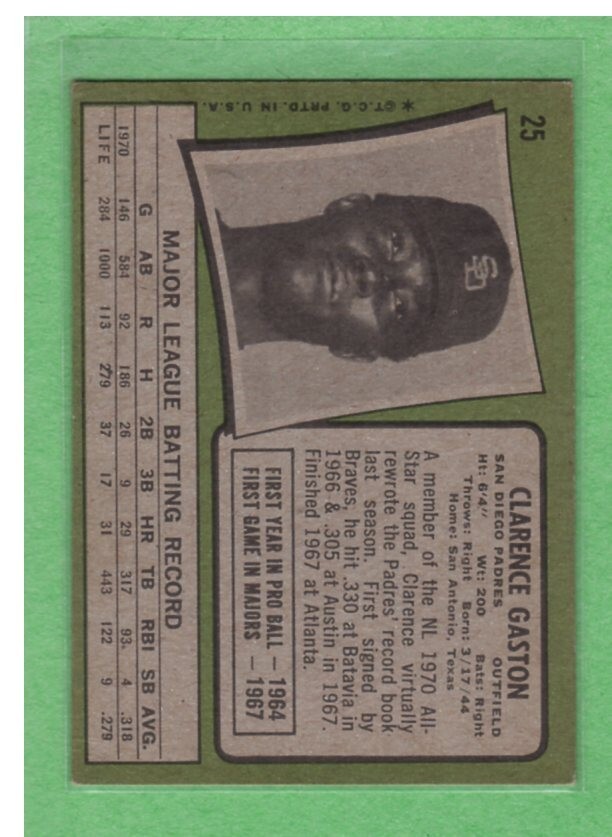 25
CLARENCE GASTON
SAN DIEGO PADRES OUTFIELD
Ht: 6'4" Wt: 200 Bats: Right
Throws: Right Born: 3/17/44
Home: San Antonio, Texas
A member of the NL 1970 All-
Star squad, Clarence virtually
rewrote the Padres' record book
last season. First signed by
Braves, he hit .330 at Batavia in
1966 & .305 at Austin in 1967.
Finished 1967 at Atlanta.
FIRST YEAR IN PRO BALL — 1964
FIRST GAME IN MAJORS — 1967
MAJOR LEAGUE BATTING RECORD
G AB R H 2B 3B HR TB RBI SB AVG.
1970 146 584 92 186 26 9 29 317 93 4 .318
LIFE 284 1000 113 279 37 17 31 443 122 9 .279
*©T.C.G. PRTD. IN U.S.A.
SD